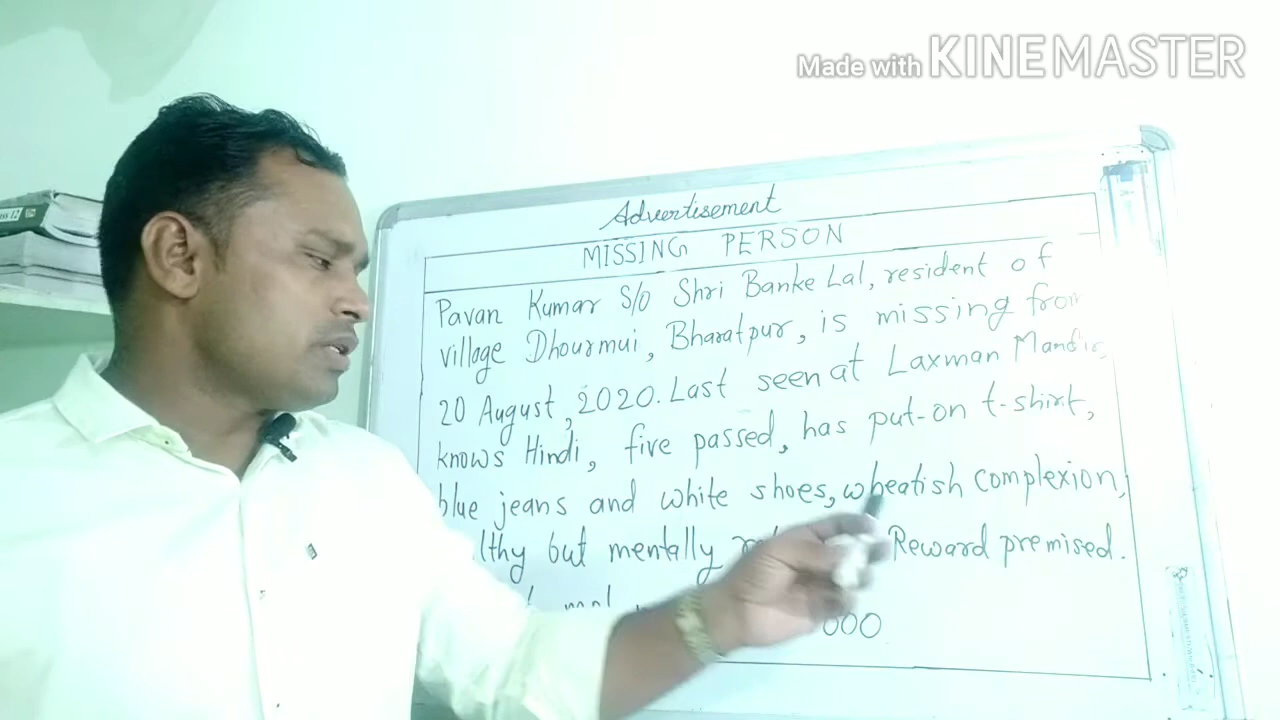 Made with KINEMASTER
Advertisement
MISSING PERSON
Pavan Kumar S/o Shri Banke Lal, resident of
village Dhourmui, Bharatpur, is missing from
20 August, 2020. Last seen at Laxman Mandir,
knows Hindi, five passed, has put-on t-shirt,
blue jeans and white shoes, wheatish complexion,
but mentally Reward premised.
000